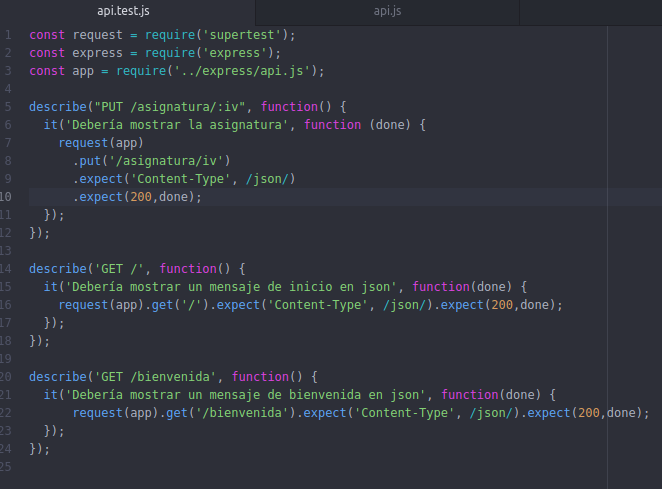 api.test.js
api.js
1 const request = require('supertest');
2 const express = require('express');
3 const app = require('../express/api.js');
4
5 describe("PUT /asignatura/:iv", function() {
6   it('Debería mostrar la asignatura', function (done) {
7     request(app)
8       .put('/asignatura/iv')
9       .expect('Content-Type', /json/)
10       .expect(200,done);
11   });
12 });
13
14 describe('GET /', function() {
15   it('Debería mostrar un mensaje de inicio en json', function(done) {
16     request(app).get('/').expect('Content-Type', /json/).expect(200,done);
17   });
18 });
19
20 describe('GET /bienvenida', function() {
21   it('Debería mostrar un mensaje de bienvenida en json', function(done) {
22       request(app).get('/bienvenida').expect('Content-Type', /json/).expect(200,done);
23   });
24 });
25